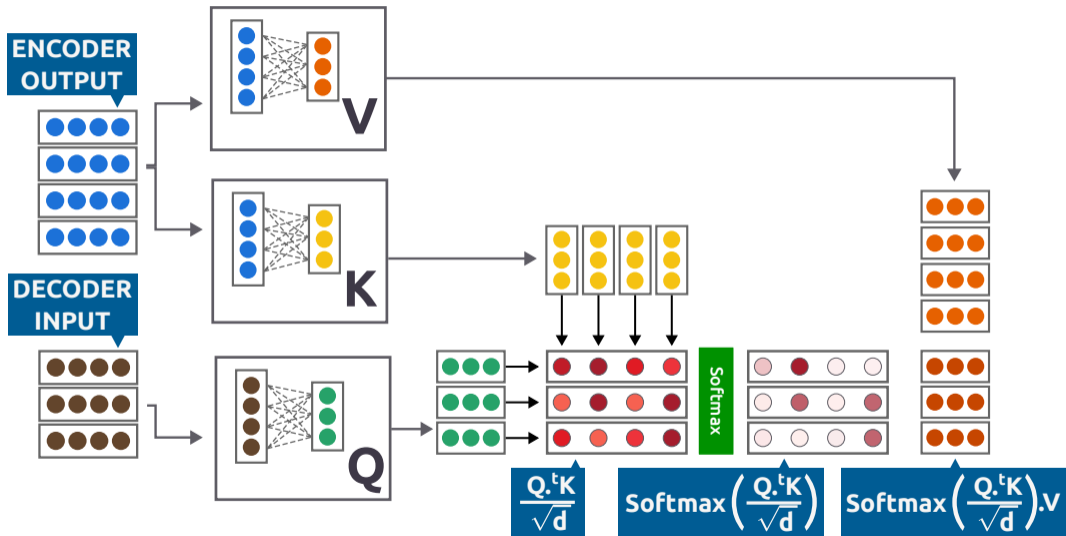 ENCODER
OUTPUT
V
K
DECODER
INPUT
Q
Softmax
Q.ᵗK
√d
Softmax(Q.ᵗK/√d)
Softmax(Q.ᵗK/√d).V